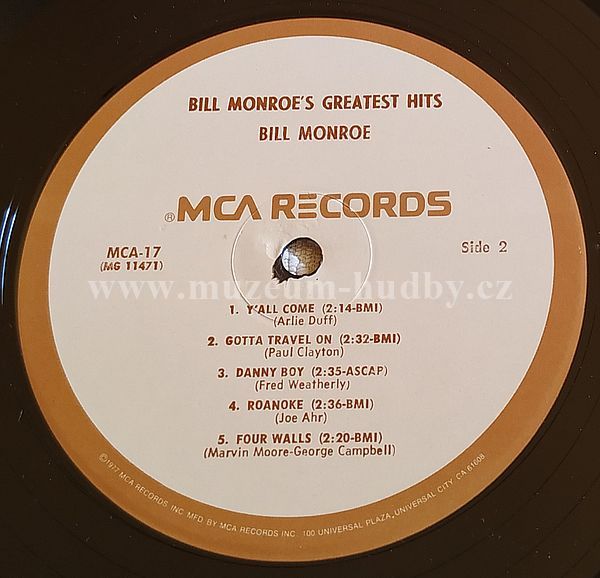 BILL MONROE'S GREATEST HITS
BILL MONROE
® MCA RECORDS
MCA-17
(MG 11471)
Side 2
www.muzeum-hudby.cz
1. Y'ALL COME (2:14-BMI)
(Arlie Duff)
2. GOTTA TRAVEL ON (2:32-BMI)
(Paul Clayton)
3. DANNY BOY (2:35-ASCAP)
(Fred Weatherly)
4. ROANOKE (2:36-BMI)
(Joe Ahr)
5. FOUR WALLS (2:20-BMI)
(Marvin Moore-George Campbell)
©1977 MCA RECORDS INC. MFD BY MCA RECORDS INC. 100 UNIVERSAL PLAZA, UNIVERSAL CITY, CA 61608